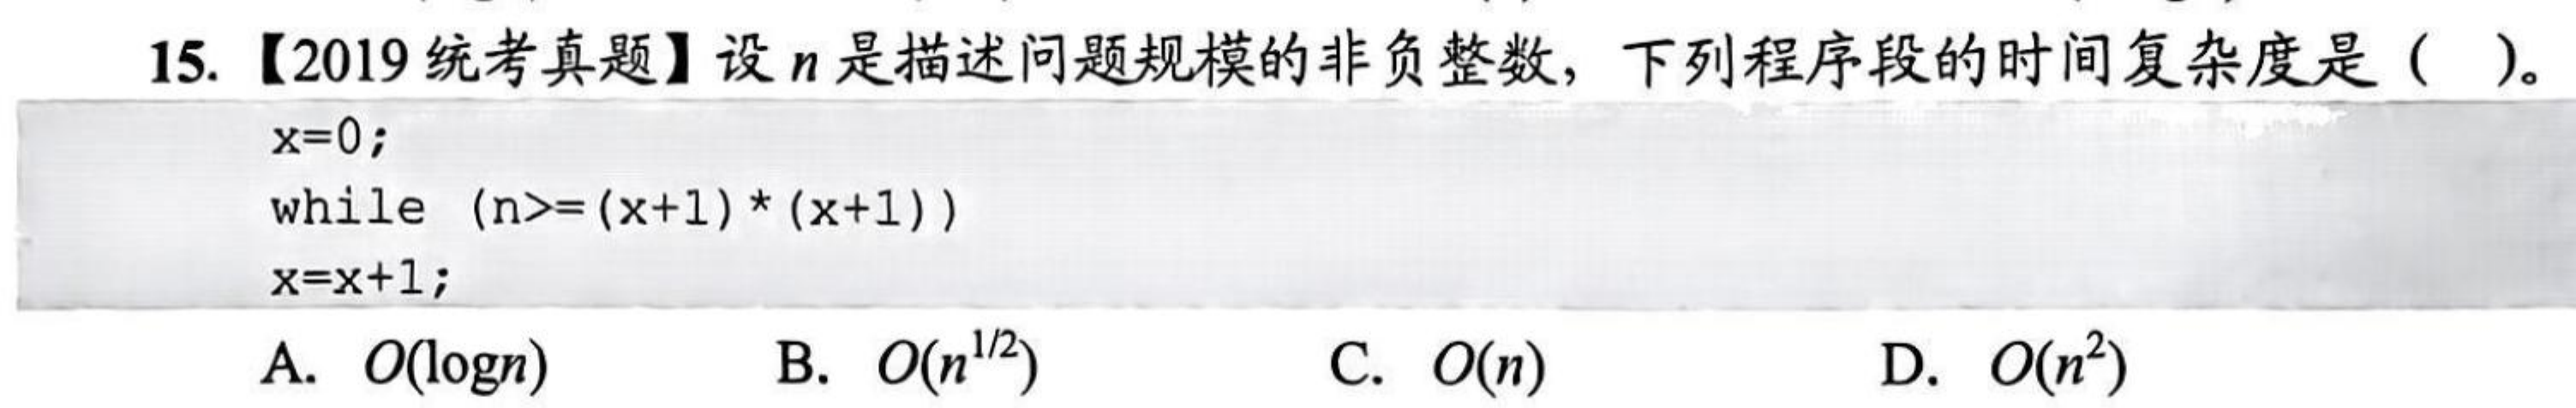 15.【2019 统考真题】设 n 是描述问题规模的非负整数，下列程序段的时间复杂度是（ ）。
x=0;
while (n>=(x+1)*(x+1))
x=x+1;
A. O(logn) B. O(n^{1/2}) C. O(n) D. O(n²)